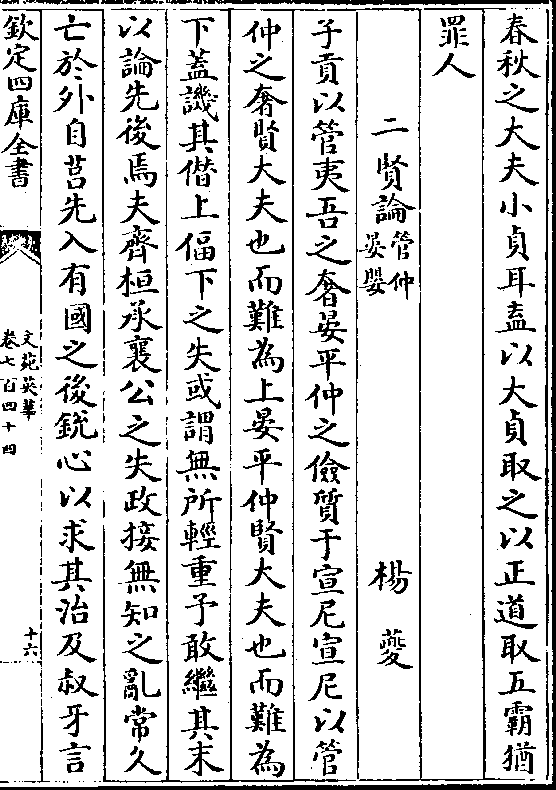 春秋之大夫小貞耳盍以大貞取之以正道取五霸猶
罪人
二賢論管仲晏嬰 楊夔
子貢以管夷吾之奢晏平仲之儉質于宣尼宣尼以管
仲之奢賢大夫也而難為上晏平仲賢大夫也而難為
下蓋譏其僭上偪下之失或謂無所輕重予敢繼其末
以論先後焉夫齊桓承襄公之失政接無知之亂常久
亡於外自莒先入有國之後銳心以求其治及叔牙言
欽定四庫全書
文苑英華
卷七百四十四
十六